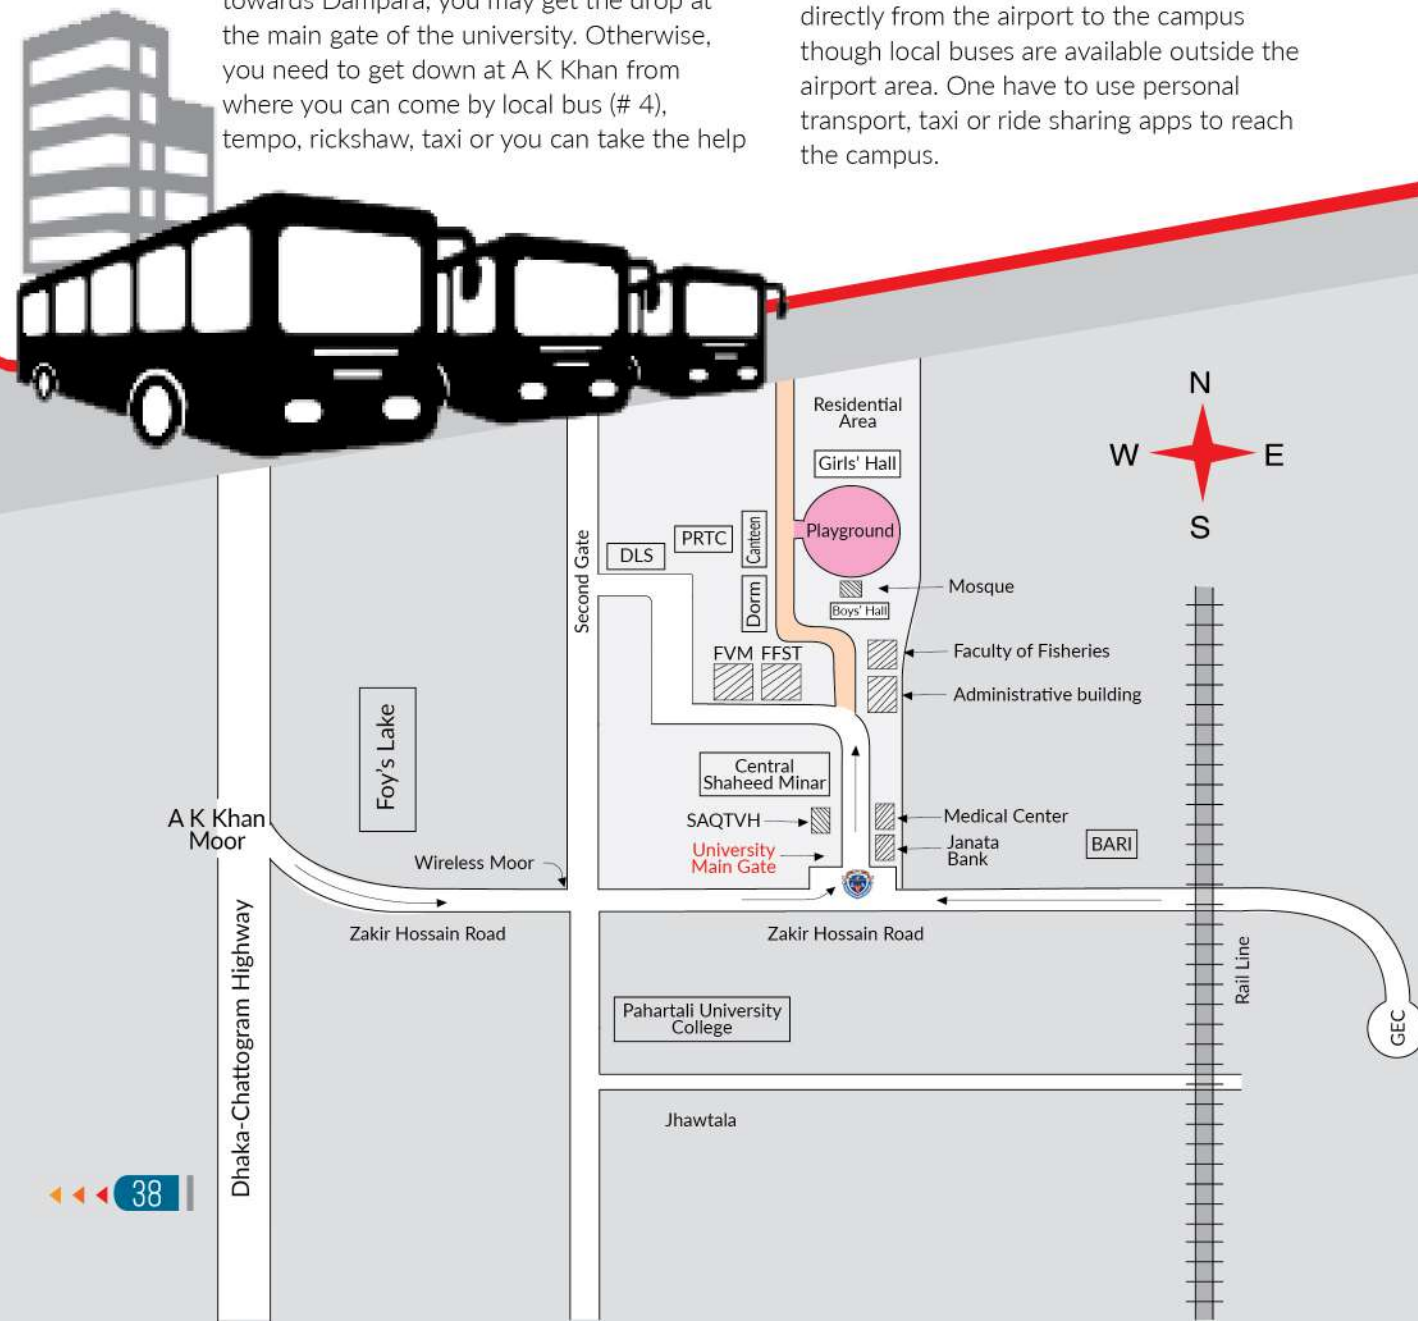 towards Dampara, you may get the drop at
the main gate of the university. Otherwise,
you need to get down at A K Khan from
where you can come by local bus (# 4),
tempo, rickshaw, taxi or you can take the help
directly from the airport to the campus
though local buses are available outside the
airport area. One have to use personal
transport, taxi or ride sharing apps to reach
the campus.
N
W
E
S
Residential
Area
Girls' Hall
Playground
Canteen
PRTC
DLS
Second Gate
Dorm
Mosque
Boys' Hall
FVM
FFST
Faculty of Fisheries
Administrative building
Foy's Lake
Central
Shaheed Minar
A K Khan
Moor
SAQTVH
Medical Center
University
Main Gate
Janata
Bank
BARI
Wireless Moor
Zakir Hossain Road
Zakir Hossain Road
Dhaka-Chattogram Highway
Rail Line
GEC
Pahartali University
College
Jhawtala
38